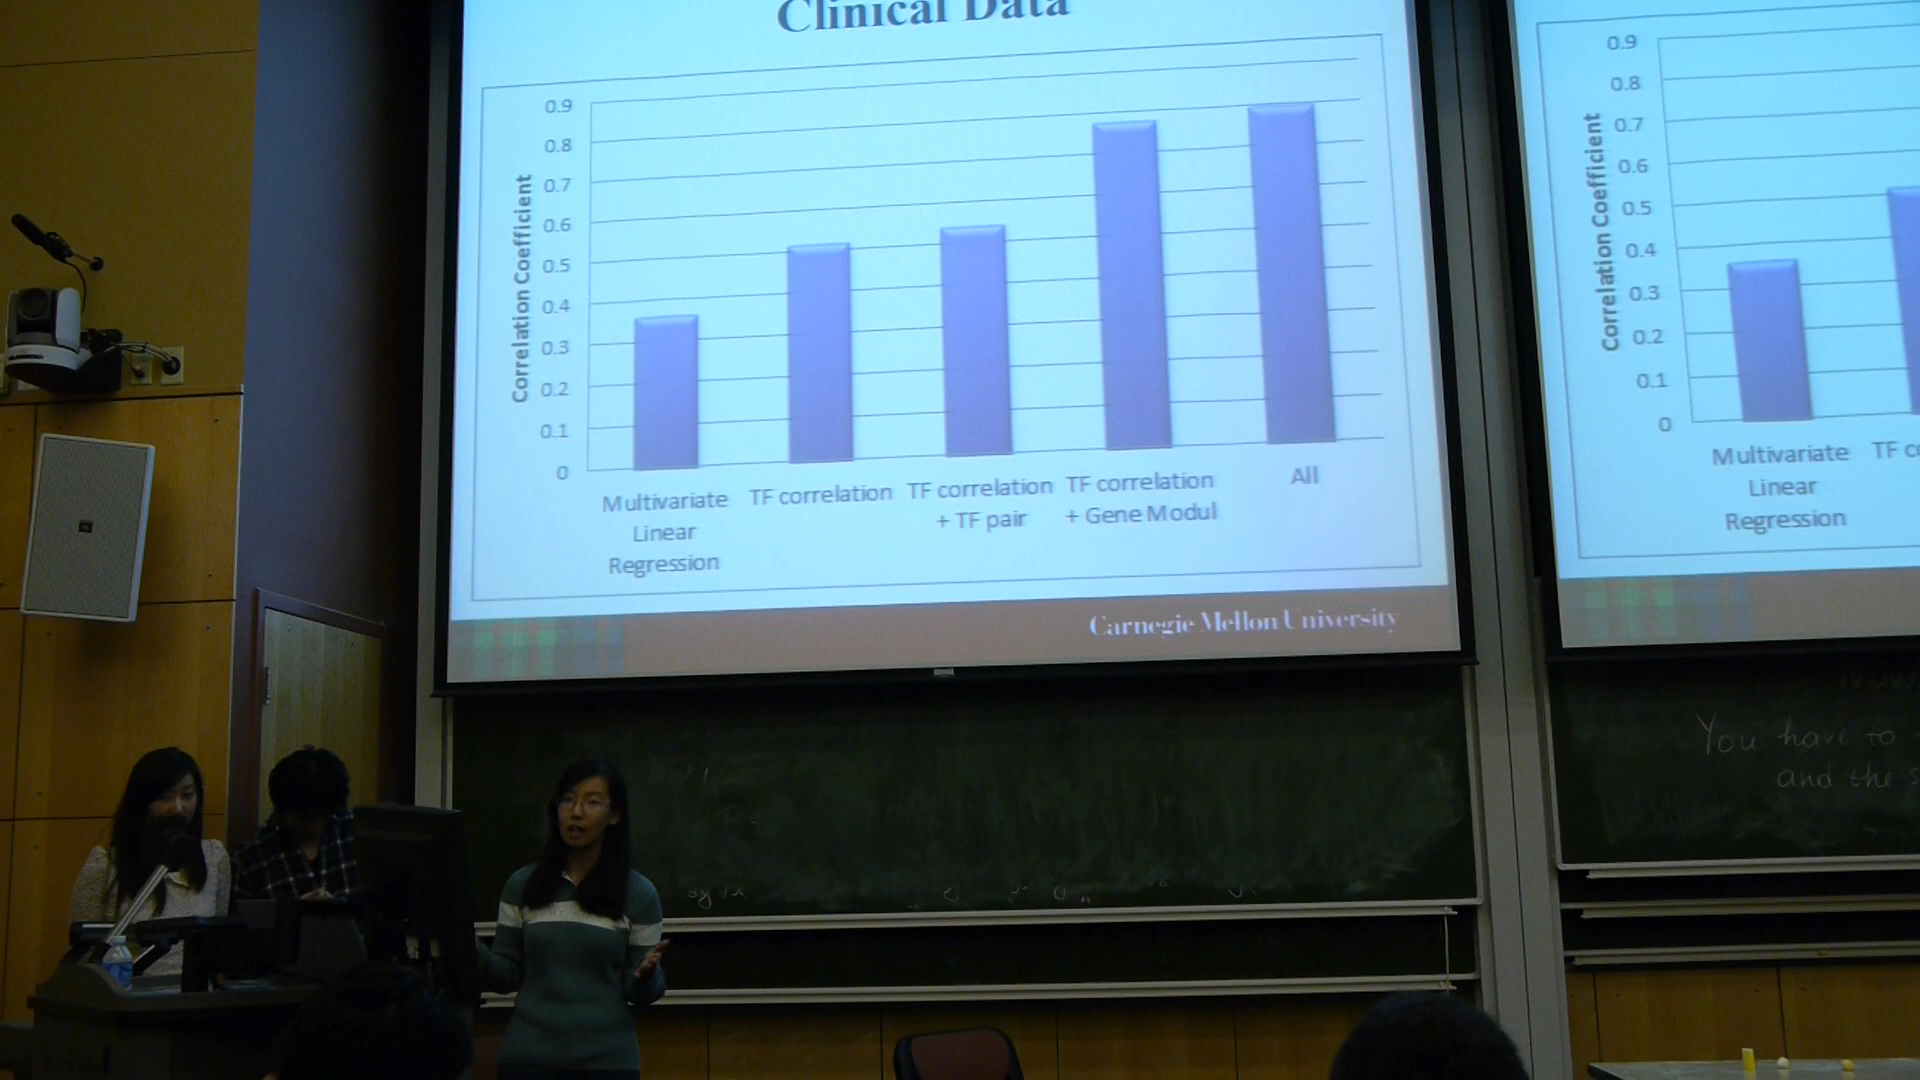 Clinical Data
0.9
0.8
0.7
0.6
0.5
0.4
0.3
0.2
0.1
0
Correlation Coefficient
Multivariate
Linear
Regression
TF correlation
TF correlation
+ TF pair
TF correlation
+ Gene Modul
All
Carnegie Mellon University
0.9
0.8
0.7
0.6
0.5
0.4
0.3
0.2
0.1
0
Correlation Coefficient
Multivariate
Linear
Regression
TF co
You have to
and the s